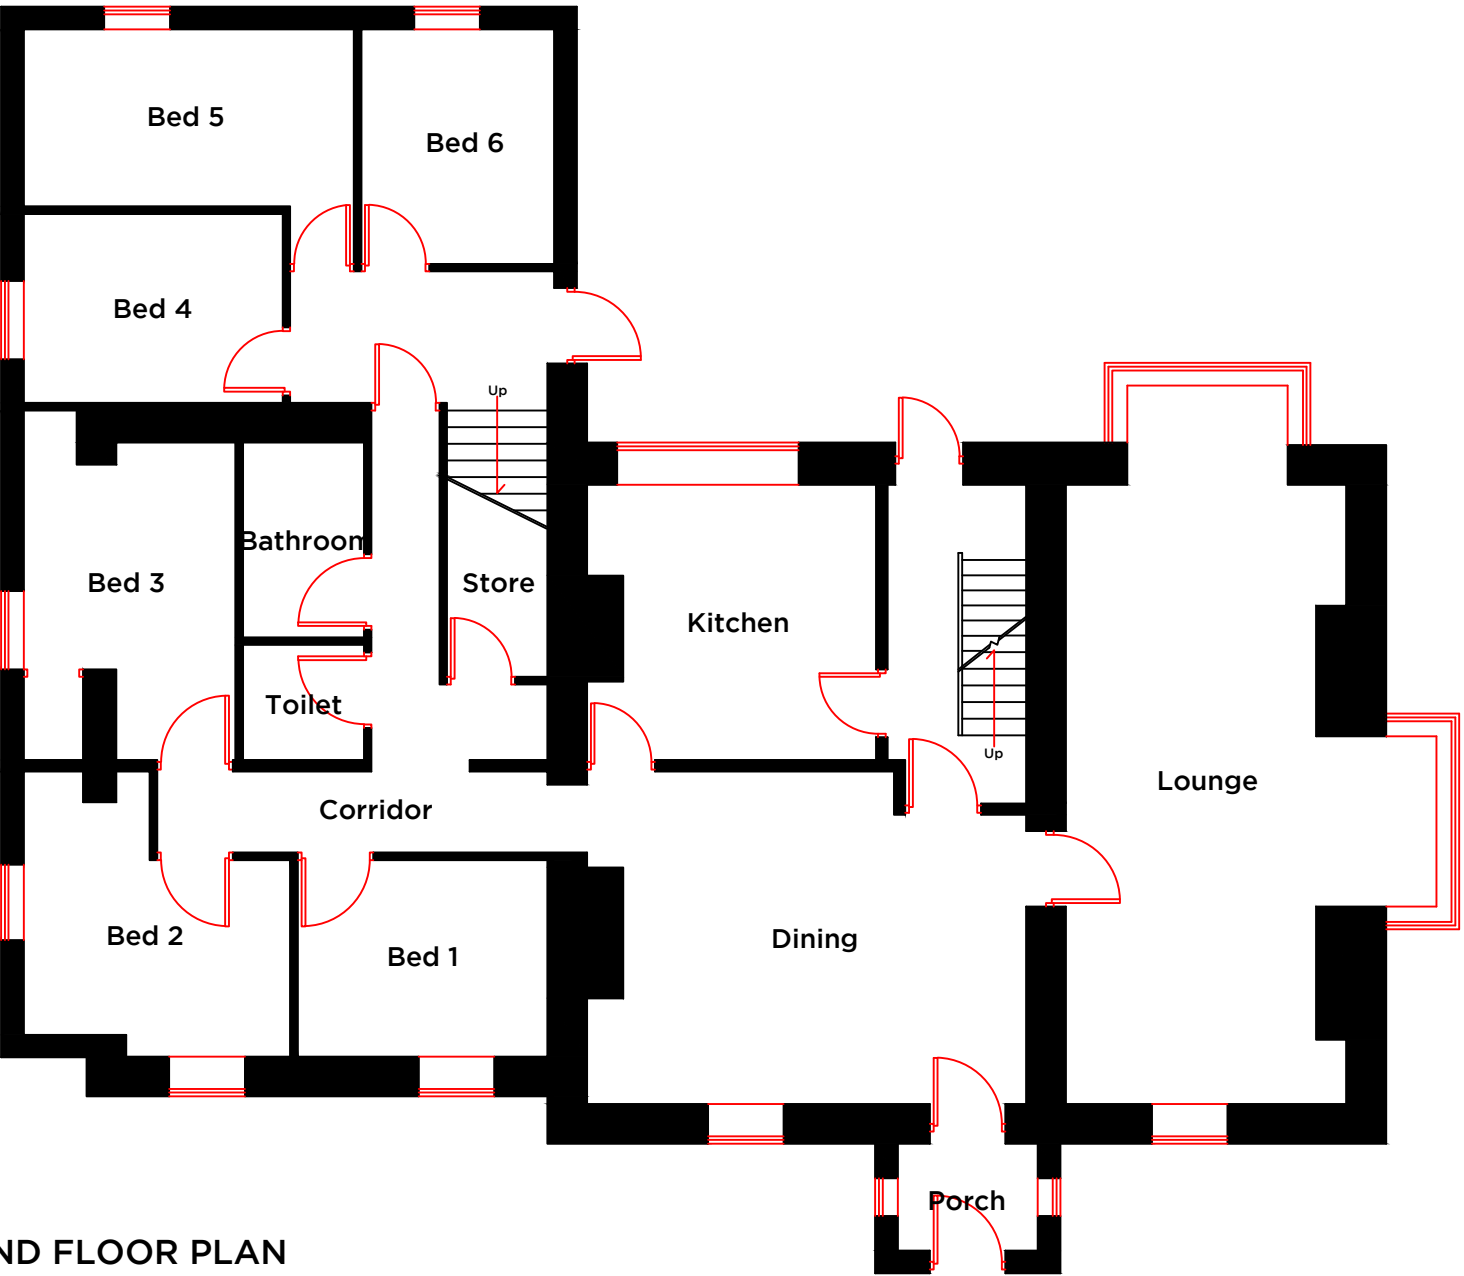 Bed 5
Bed 6
Bed 4
Up
Bathroom
Bed 3
Store
Kitchen
Toilet
Up
Lounge
Corridor
Bed 2
Dining
Bed 1
Porch
ND FLOOR PLAN